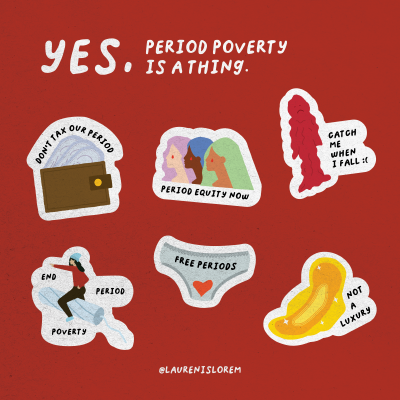 YES. PERIOD POVERTY
IS A THING.
DON'T TAX OUR PERIOD
PERIOD EQUITY NOW
CATCH
ME
WHEN
I FALL :(
END
PERIOD
POVERTY
FREE PERIODS
NOT
A
LUXURY
@LAURENISLOREM